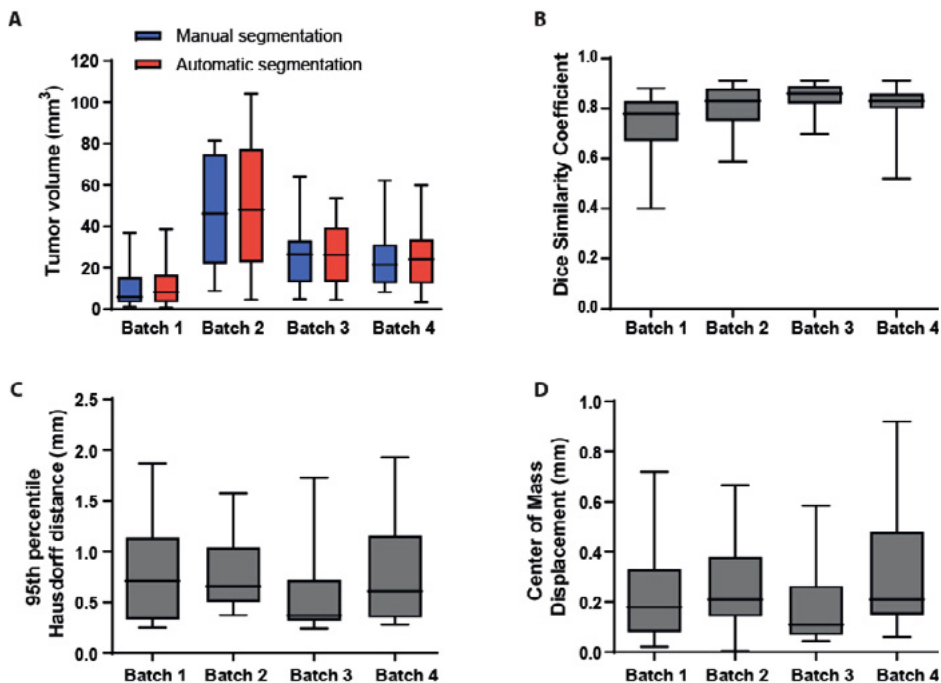 A
Manual segmentation
Automatic segmentation
Tumor volume (mm³)
120
100
80
60
40
20
0
Batch 1 Batch 2 Batch 3 Batch 4
B
Dice Similarity Coefficient
1.0
0.8
0.6
0.4
0.2
0.0
Batch 1 Batch 2 Batch 3 Batch 4
C
95th percentile
Hausdorff distance (mm)
2.5
2.0
1.5
1.0
0.5
0.0
Batch 1 Batch 2 Batch 3 Batch 4
D
Center of Mass
Displacement (mm)
1.0
0.8
0.6
0.4
0.2
0.0
Batch 1 Batch 2 Batch 3 Batch 4